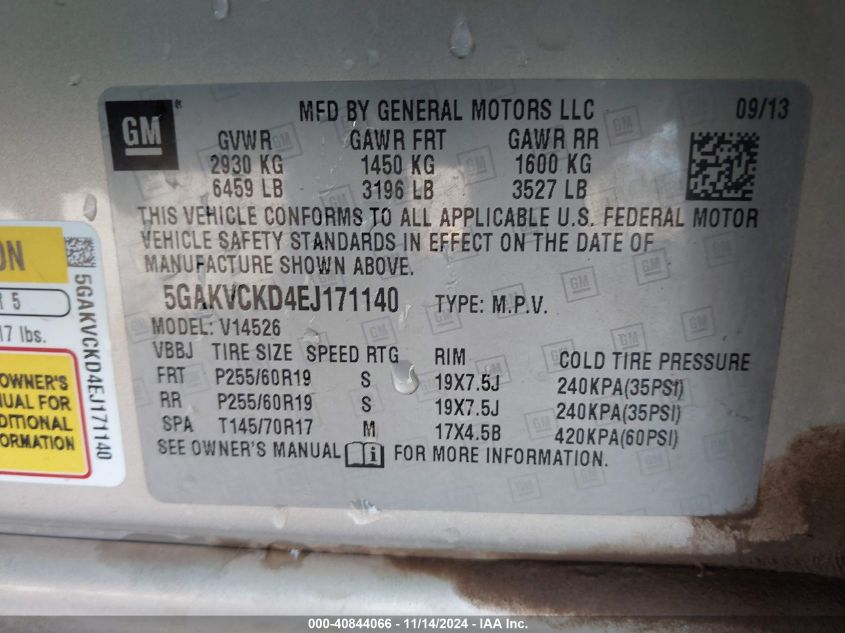 GM
®
MFD BY GENERAL MOTORS LLC 09/13
GVWR GAWR FRT GAWR RR
2930 KG 1450 KG 1600 KG
6459 LB 3196 LB 3527 LB
THIS VEHICLE CONFORMS TO ALL APPLICABLE U.S. FEDERAL MOTOR
VEHICLE SAFETY STANDARDS IN EFFECT ON THE DATE OF
MANUFACTURE SHOWN ABOVE.
5GAKVCKD4EJ171140 TYPE: M.P.V.
MODEL: V14526
VBBJ TIRE SIZE SPEED RTG RIM COLD TIRE PRESSURE
FRT P255/60R19 S 19X7.5J 240KPA(35PSI)
RR P255/60R19 S 19X7.5J 240KPA(35PSI)
SPA T145/70R17 M 17X4.5B 420KPA(60PSI)
SEE OWNER'S MANUAL i FOR MORE INFORMATION.
5
lbs.
OWNER'S
FOR
5GAKVCKD4EJ171140
000-40844066 - 11/14/2024 - IAA Inc.